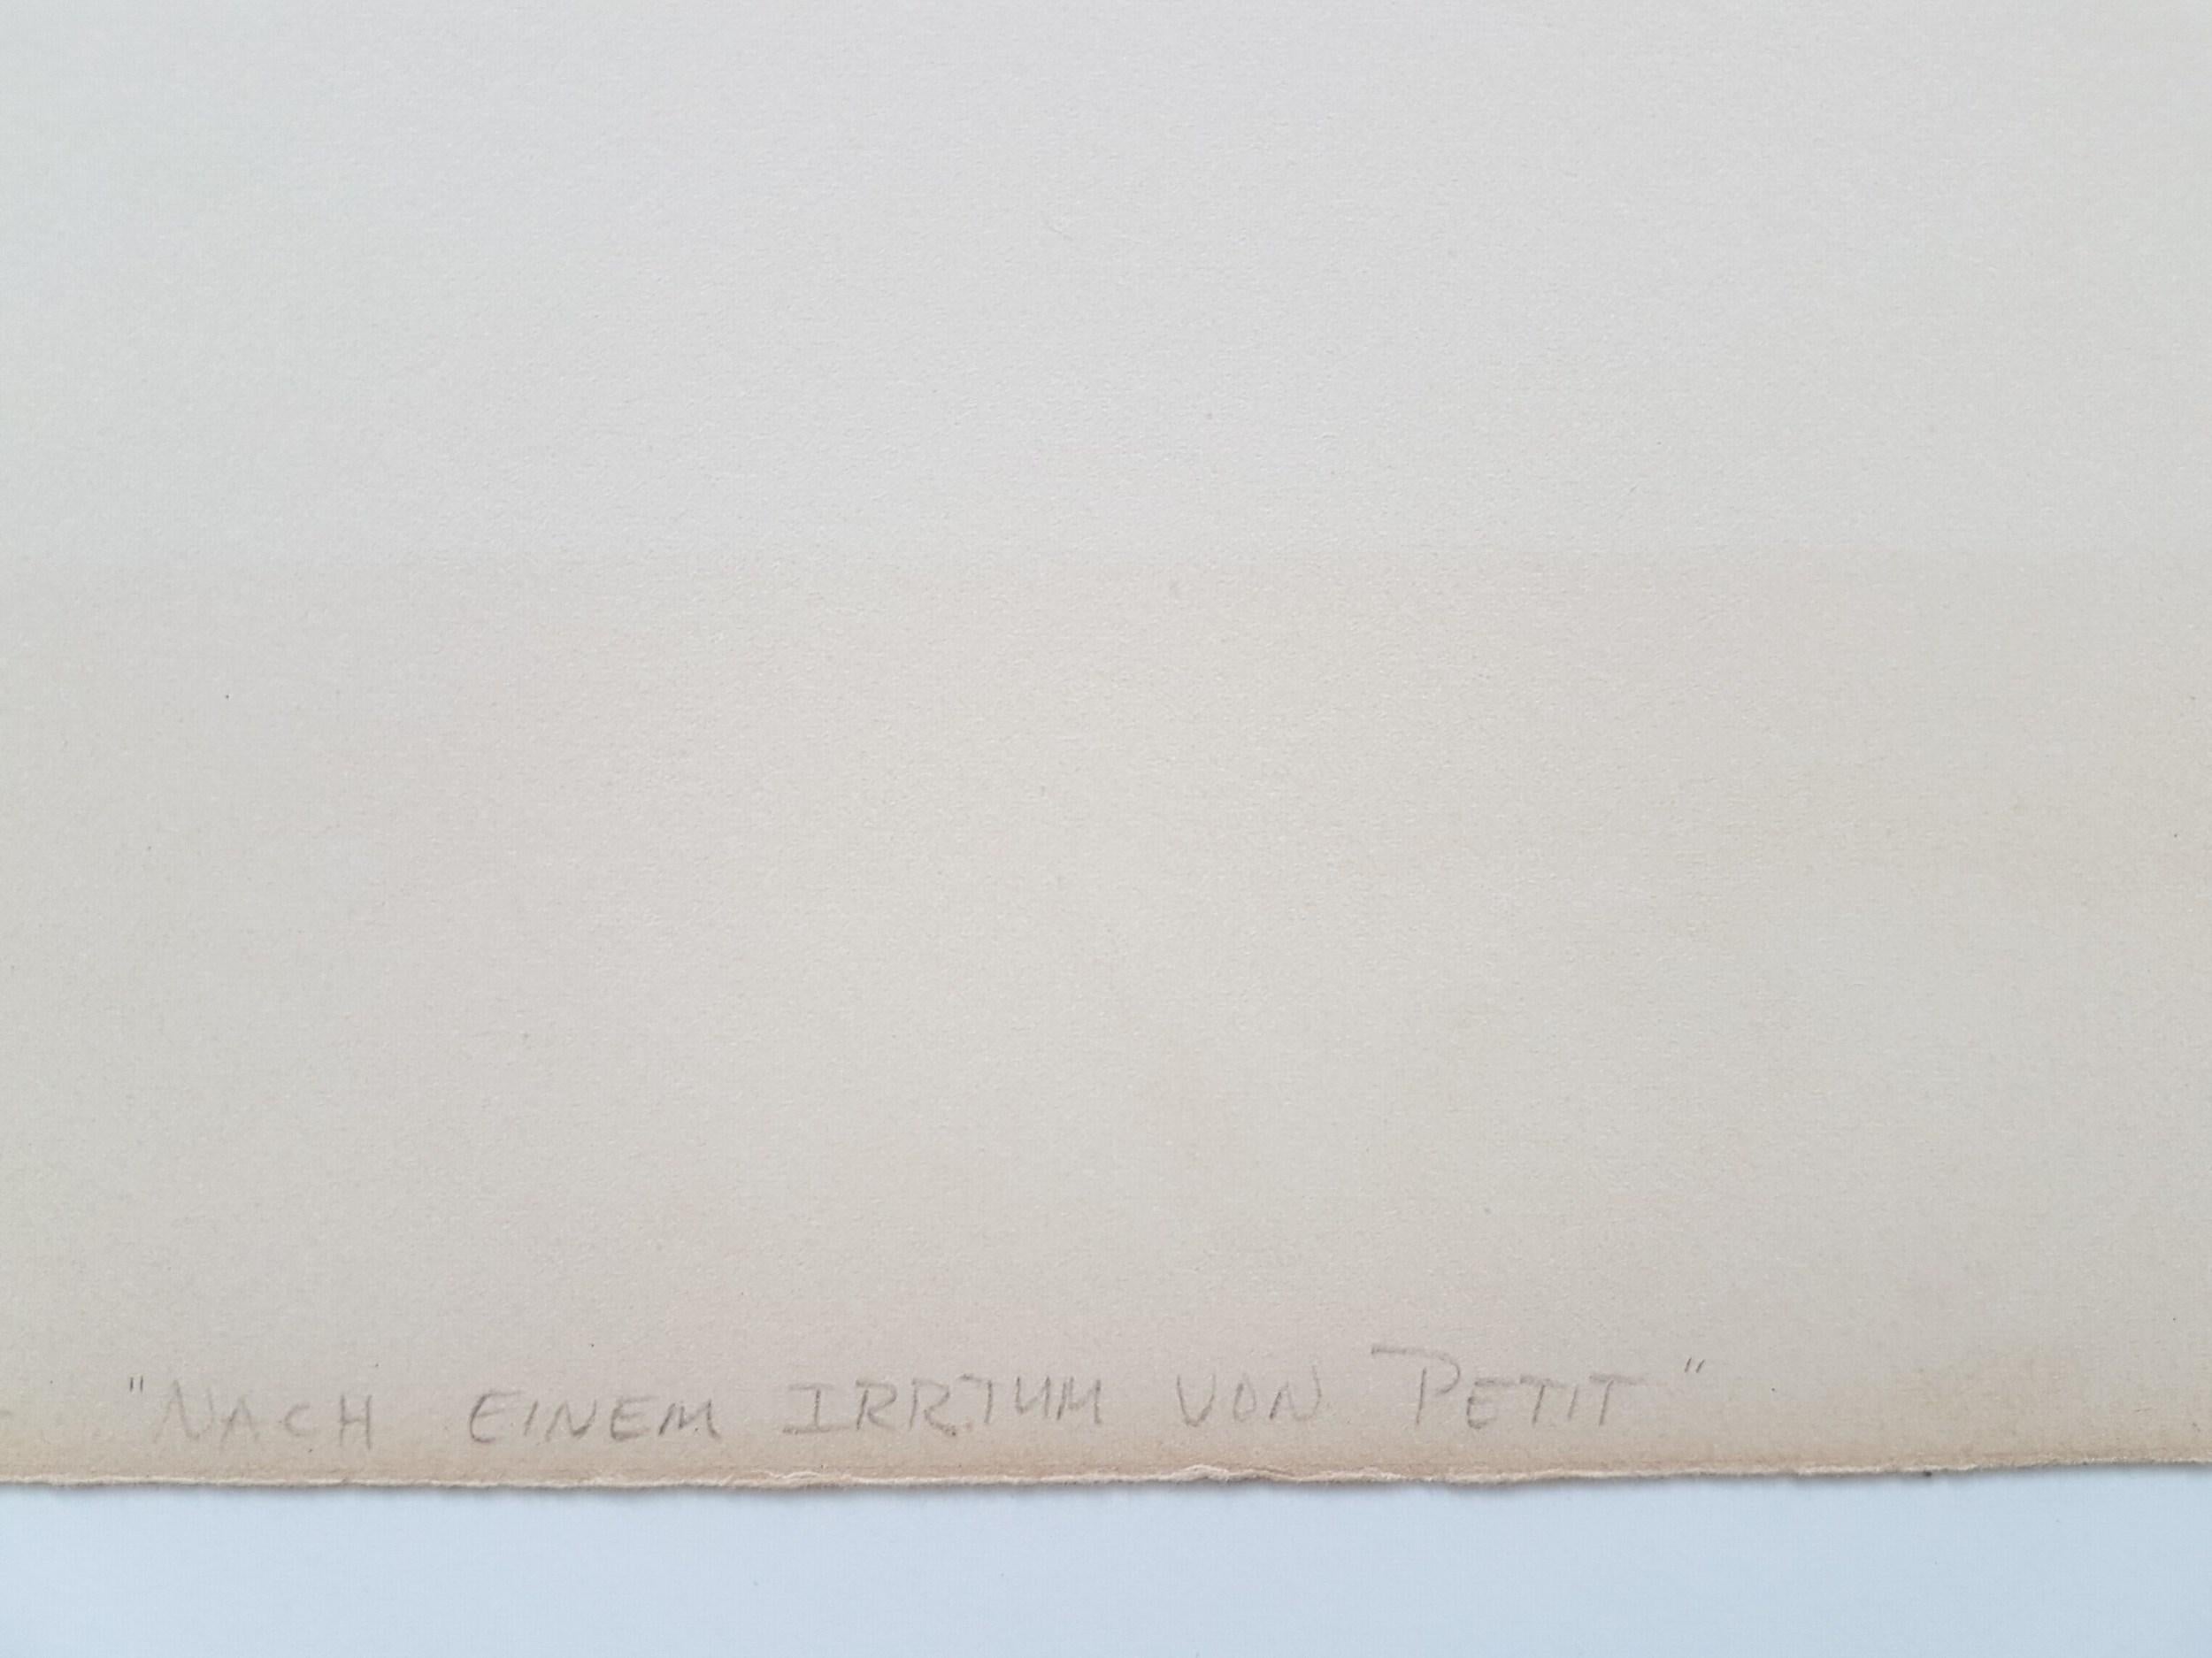 "NACH EINEM IRRTUM VON PETIT"